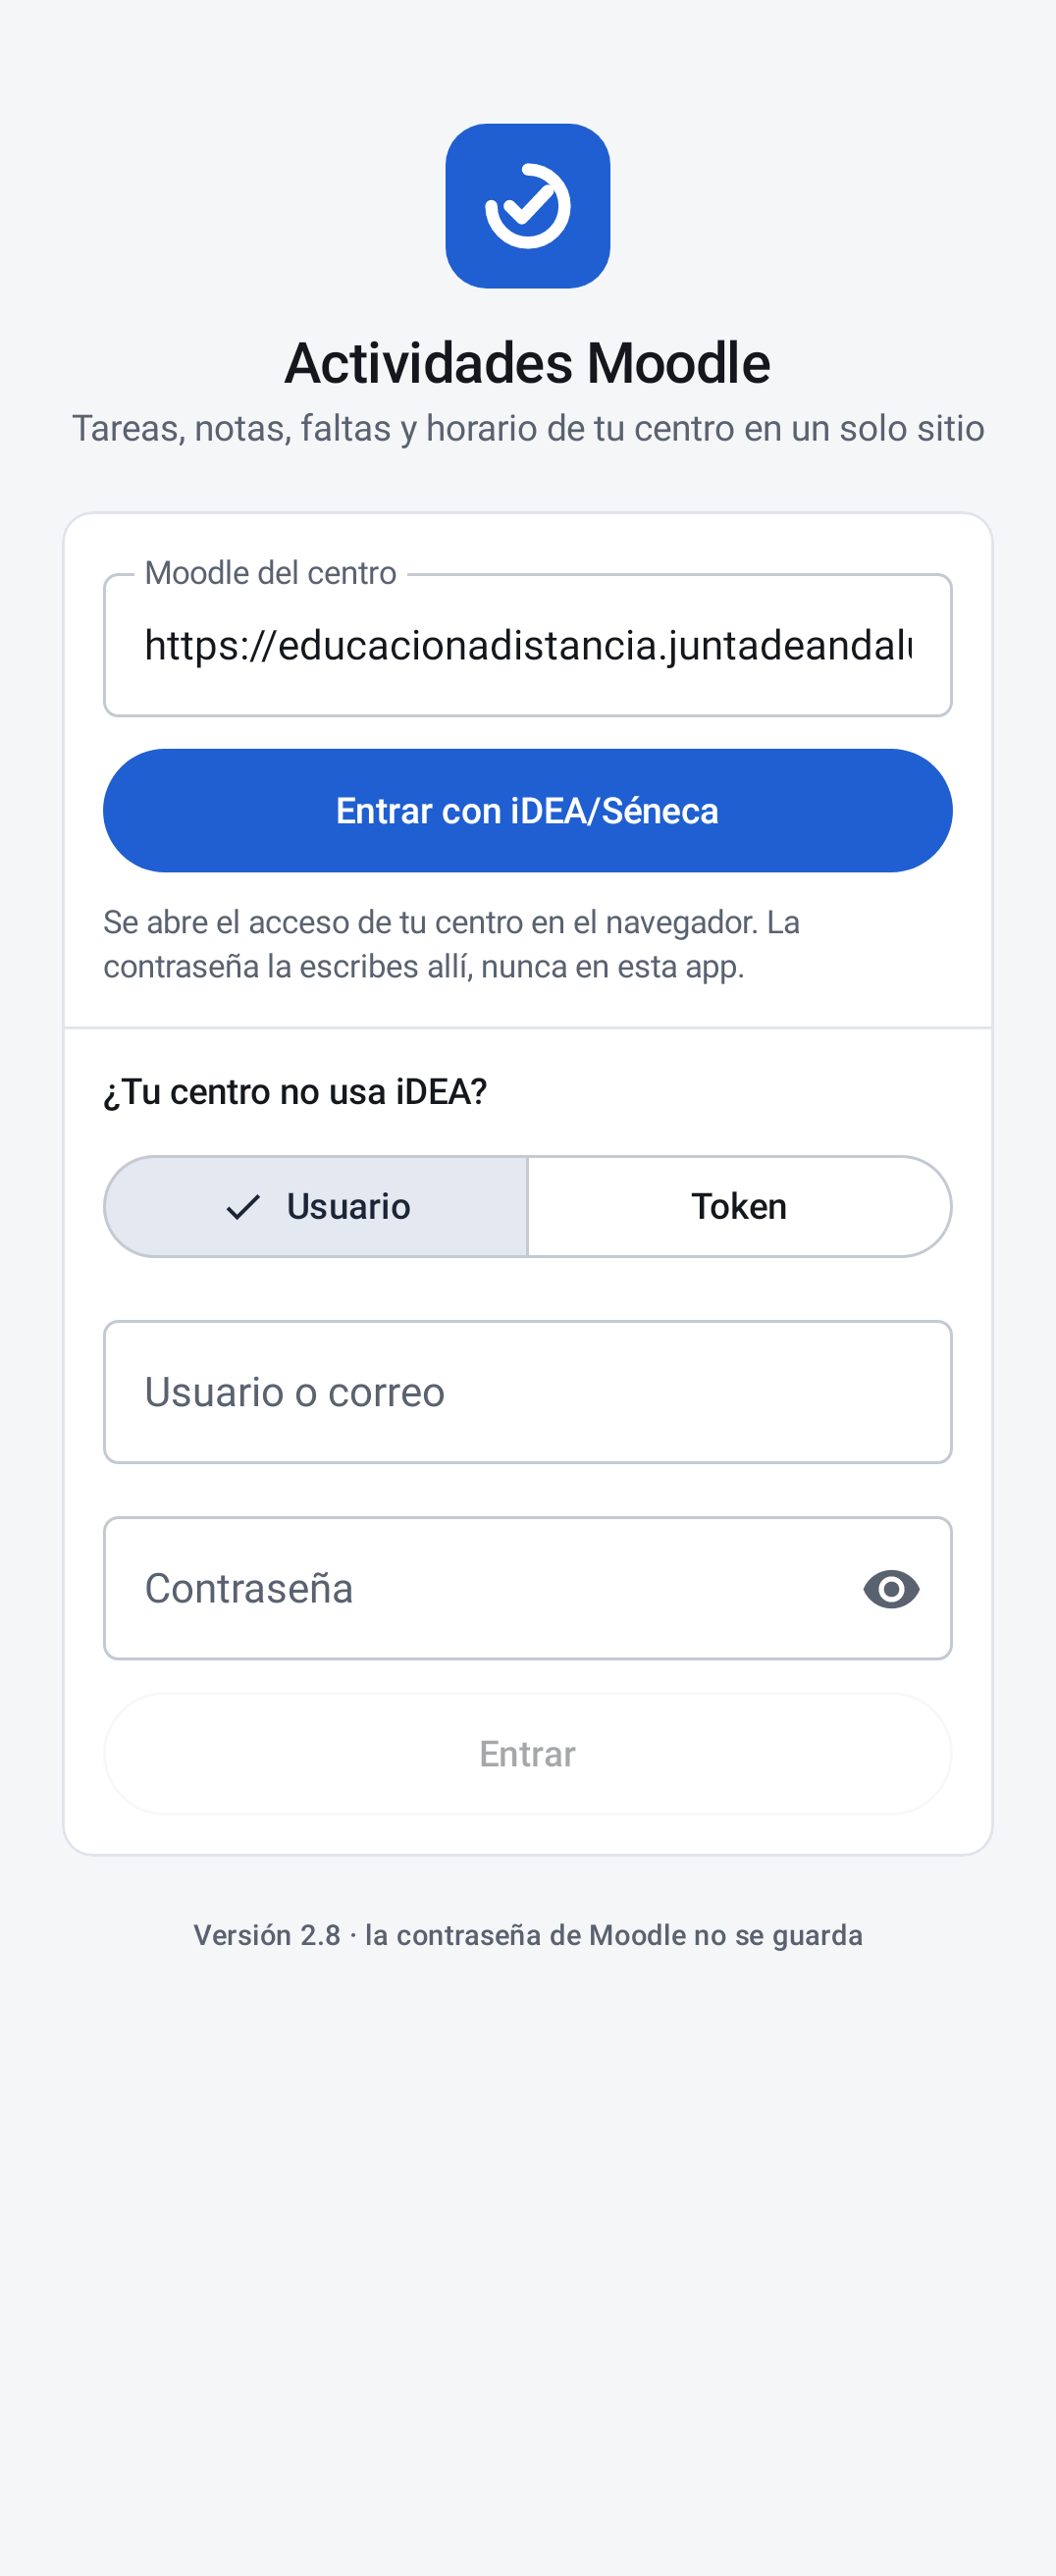 Actividades Moodle
Tareas, notas, faltas y horario de tu centro en un solo sitio
Moodle del centro
https://educacionadistancia.juntadeandalu
Entrar con iDEA/Séneca
Se abre el acceso de tu centro en el navegador. La
contraseña la escribes allí, nunca en esta app.
¿Tu centro no usa iDEA?
Usuario
Token
Usuario o correo
Contraseña
Entrar
Versión 2.8 · la contraseña de Moodle no se guarda